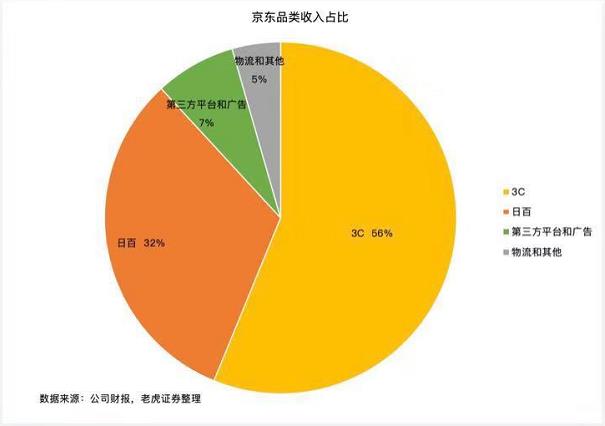 京东品类收入占比
物流和其他
5%
第三方平台和广告
7%
日百 32%
3C 56%
3C
日百
第三方平台和广告
物流和其他
数据来源：公司财报，老虎证券整理